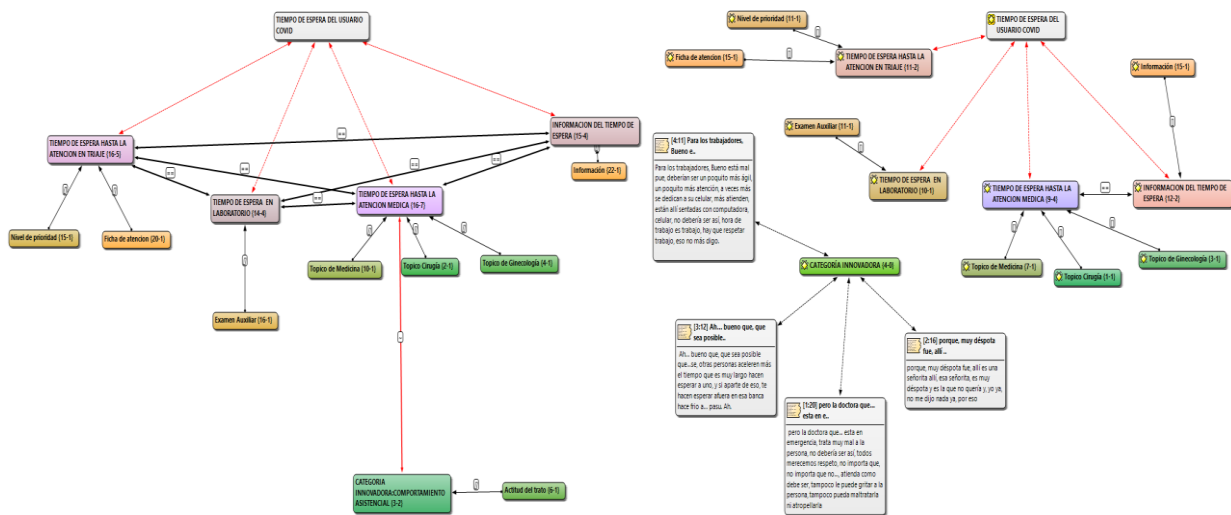 TIEMPO DE ESPERA DEL USUARIO
COVID
TIEMPO DE ESPERA HASTA LA
ATENCION EN TRIAJE {16-5}
INFORMACION DEL TIEMPO DE
ESPERA {15-4}
Información {22-1}
TIEMPO DE ESPERA EN
LABORATORIO {14-4}
TIEMPO DE ESPERA HASTA LA
ATENCION MEDICA {16-7}
Nivel de prioridad {15-1}
Ficha de atencion {20-1}
Topico de Medicina {10-1}
Topico Cirugía {2-1}
Topico de Ginecología {4-1}
Examen Auxiliar {16-1}
CATEGORIA
INNOVADORA:COMPORTAMIENTO
ASISTENCIAL {3-2}
Actitud del trato {6-1}
==
==
==
==
==
Nivel de prioridad {11-1}
TIEMPO DE ESPERA DEL
USUARIO COVID
Ficha de atencion {15-1}
TIEMPO DE ESPERA HASTA LA
ATENCION EN TRIAJE {11-2}
Información {15-1}
Examen Auxiliar {11-1}
TIEMPO DE ESPERA EN
LABORATORIO {10-1}
TIEMPO DE ESPERA HASTA LA
ATENCION MEDICA {9-4}
==
INFORMACION DEL TIEMPO DE
ESPERA {12-2}
Topico de Medicina {7-1}
Topico Cirugía {1-1}
Topico de Ginecología {3-1}
[4:11] Para los trabajadores,
Bueno e..
Para los trabajadores, Bueno está mal
pue, deberían ser un poquito más ágil,
un poquito más atención, a veces más
se dedican a su celular, más atienden,
están allí sentadas con computadora,
celular, no debería ser así, hora de
trabajo es trabajo, hay que respetar
trabajo, eso no más digo.
CATEGORÍA INNOVADORA {4-0}
[3:12] Ah... bueno que, que
sea posible..
Ah... bueno que, que sea posible
que...se, otras personas aceleren más
el tiempo que es muy largo hacen
esperar a uno, y si aparte de eso, te
hacen esperar afuera en esa banca
hace frío a... pasu. Ah.
[1:20] pero la doctora que...
esta en e..
pero la doctora que... esta en
emergencia, trata muy mal a la
persona, no debería ser así, todos
merecemos respeto, no importa que,
no importa que no..., atienda como
debe ser, tampoco le puede gritar a la
persona, tampoco pueda maltratarla
ni atropellarla
[2:16] porque, muy déspota
fue, allí ..
porque, muy déspota fue, allí es una
señorita allí, esa señorita, es muy
déspota y es la que no quería y, yo ya,
no me dijo nada ya, por eso